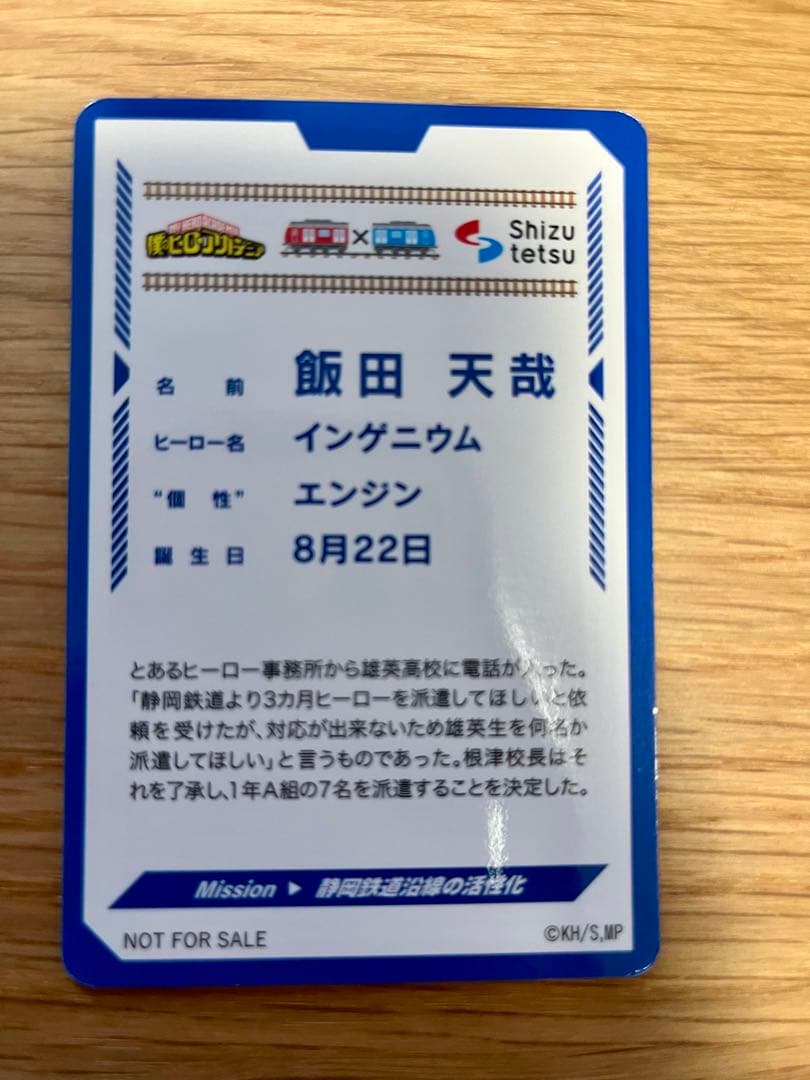 MY HERO ACADEMIA
僕のヒーローアカデミア
×
Shizu
tetsu
名前 飯田 天哉
ヒーロー名 インゲニウム
“個性” エンジン
誕生日 8月22日
とあるヒーロー事務所から雄英高校に電話が入った。
「静岡鉄道より3カ月ヒーローを派遣してほしいと依
頼を受けたが、対応が出来ないため雄英生を何名か
派遣してほしい」と言うものであった。根津校長はそ
れを了承し、1年A組の7名を派遣することを決定した。
Mission ▶ 静岡鉄道沿線の活性化
NOT FOR SALE
©KH/S,MP